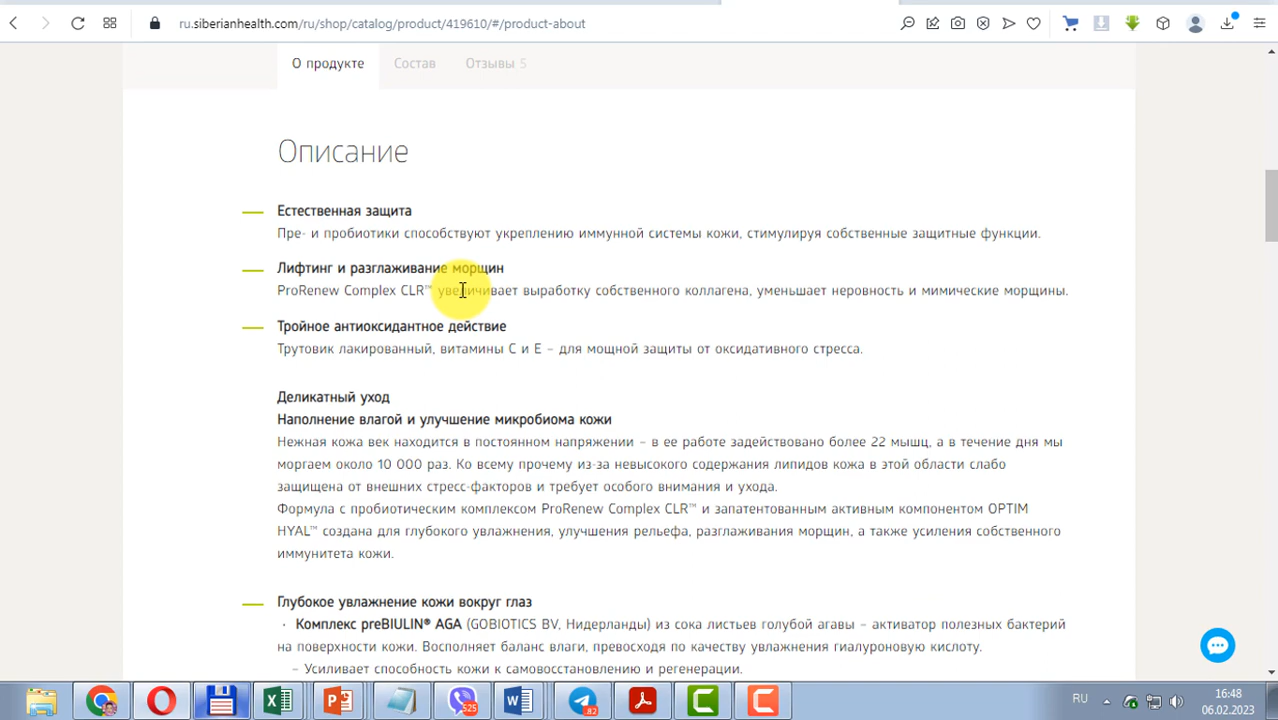 ru.siberianhealth.com/ru/shop/catalog/product/419610/#/product-about
О продукте Состав Отзывы 5
Описание
Естественная защита
Пре- и пробиотики способствуют укреплению иммунной системы кожи, стимулируя собственные защитные функции.
Лифтинг и разглаживание морщин
ProRenew Complex CLR™ увеличивает выработку собственного коллагена, уменьшает неровность и мимические морщины.
Тройное антиоксидантное действие
Трутовик лакированный, витамины С и Е – для мощной защиты от оксидативного стресса.
Деликатный уход
Наполнение влагой и улучшение микробиома кожи
Нежная кожа век находится в постоянном напряжении – в ее работе задействовано более 22 мышц, а в течение дня мы
моргаем около 10 000 раз. Ко всему прочему из-за невысокого содержания липидов кожа в этой области слабо
защищена от внешних стресс-факторов и требует особого внимания и ухода.
Формула с пробиотическим комплексом ProRenew Complex CLR™ и запатентованным активным компонентом OPTIM
HYAL™ создана для глубокого увлажнения, улучшения рельефа, разглаживания морщин, а также усиления собственного
иммунитета кожи.
Глубокое увлажнение кожи вокруг глаз
· Комплекс preBIULIN® AGA (GOBIOTICS BV, Нидерланды) из сока листьев голубой агавы – активатор полезных бактерий
на поверхности кожи. Восполняет баланс влаги, превосходя по качеству увлажнения гиалуроновую кислоту.
– Усиливает способность кожи к самовосстановлению и регенерации.
525
82
RU
16:48
06.02.2023